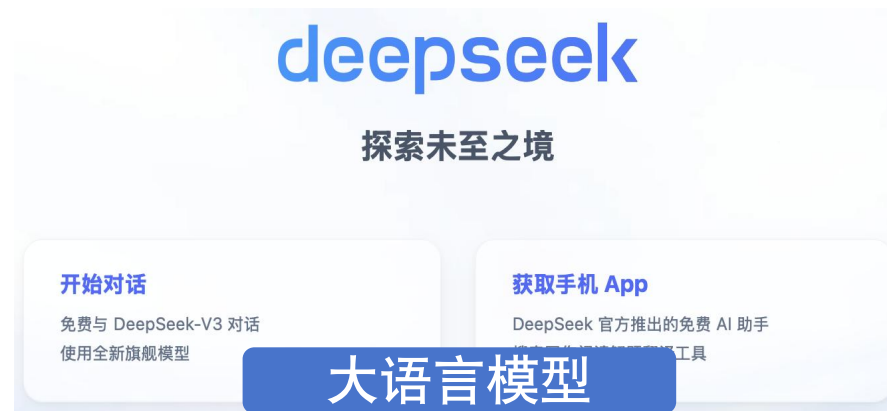 deepseek
探索未至之境
开始对话
免费与 DeepSeek-V3 对话
使用全新旗舰模型
获取手机 App
DeepSeek 官方推出的免费 AI 助手
工具
大语言模型